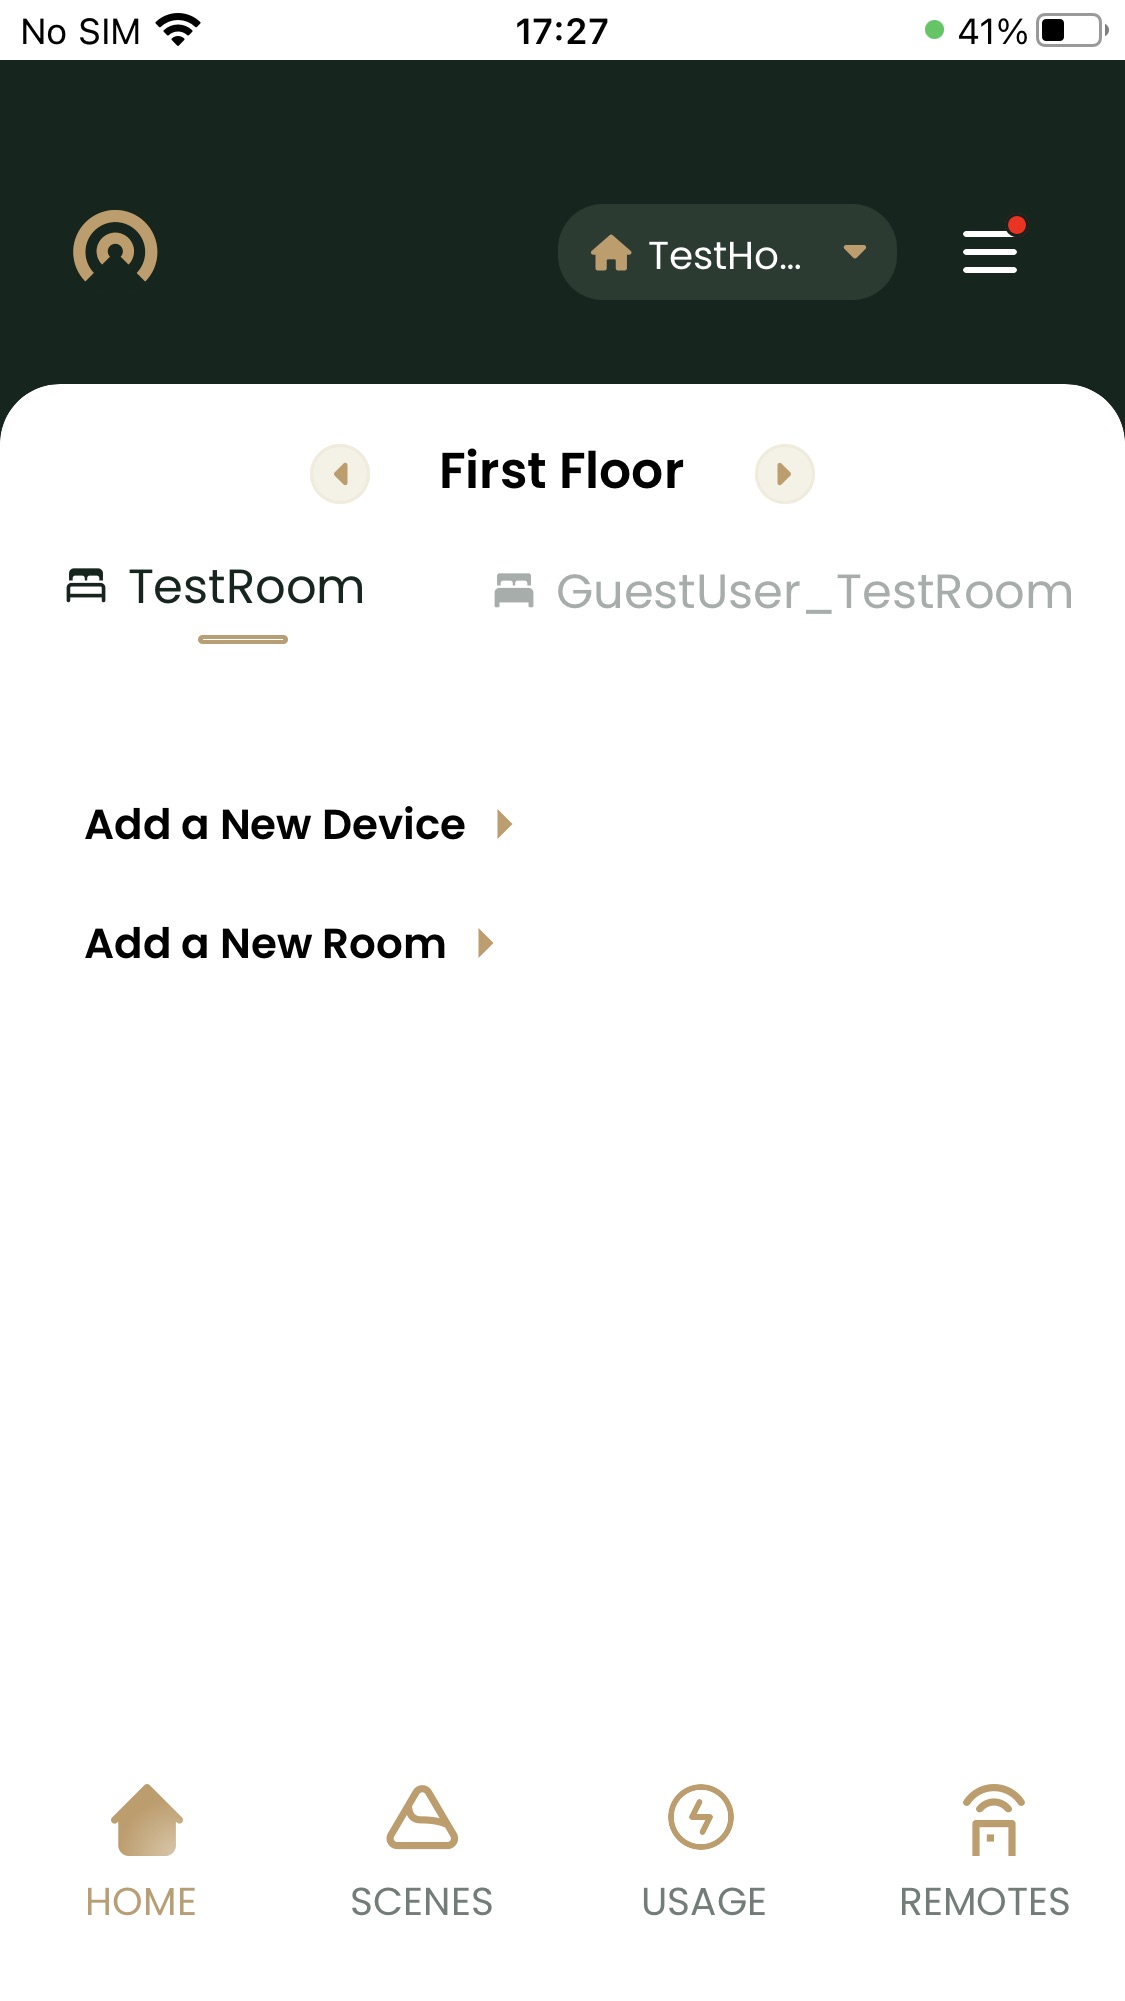 No SIM 17:27 41%
TestHo...
First Floor
TestRoom GuestUser_TestRoom
Add a New Device
Add a New Room
HOME SCENES USAGE REMOTES